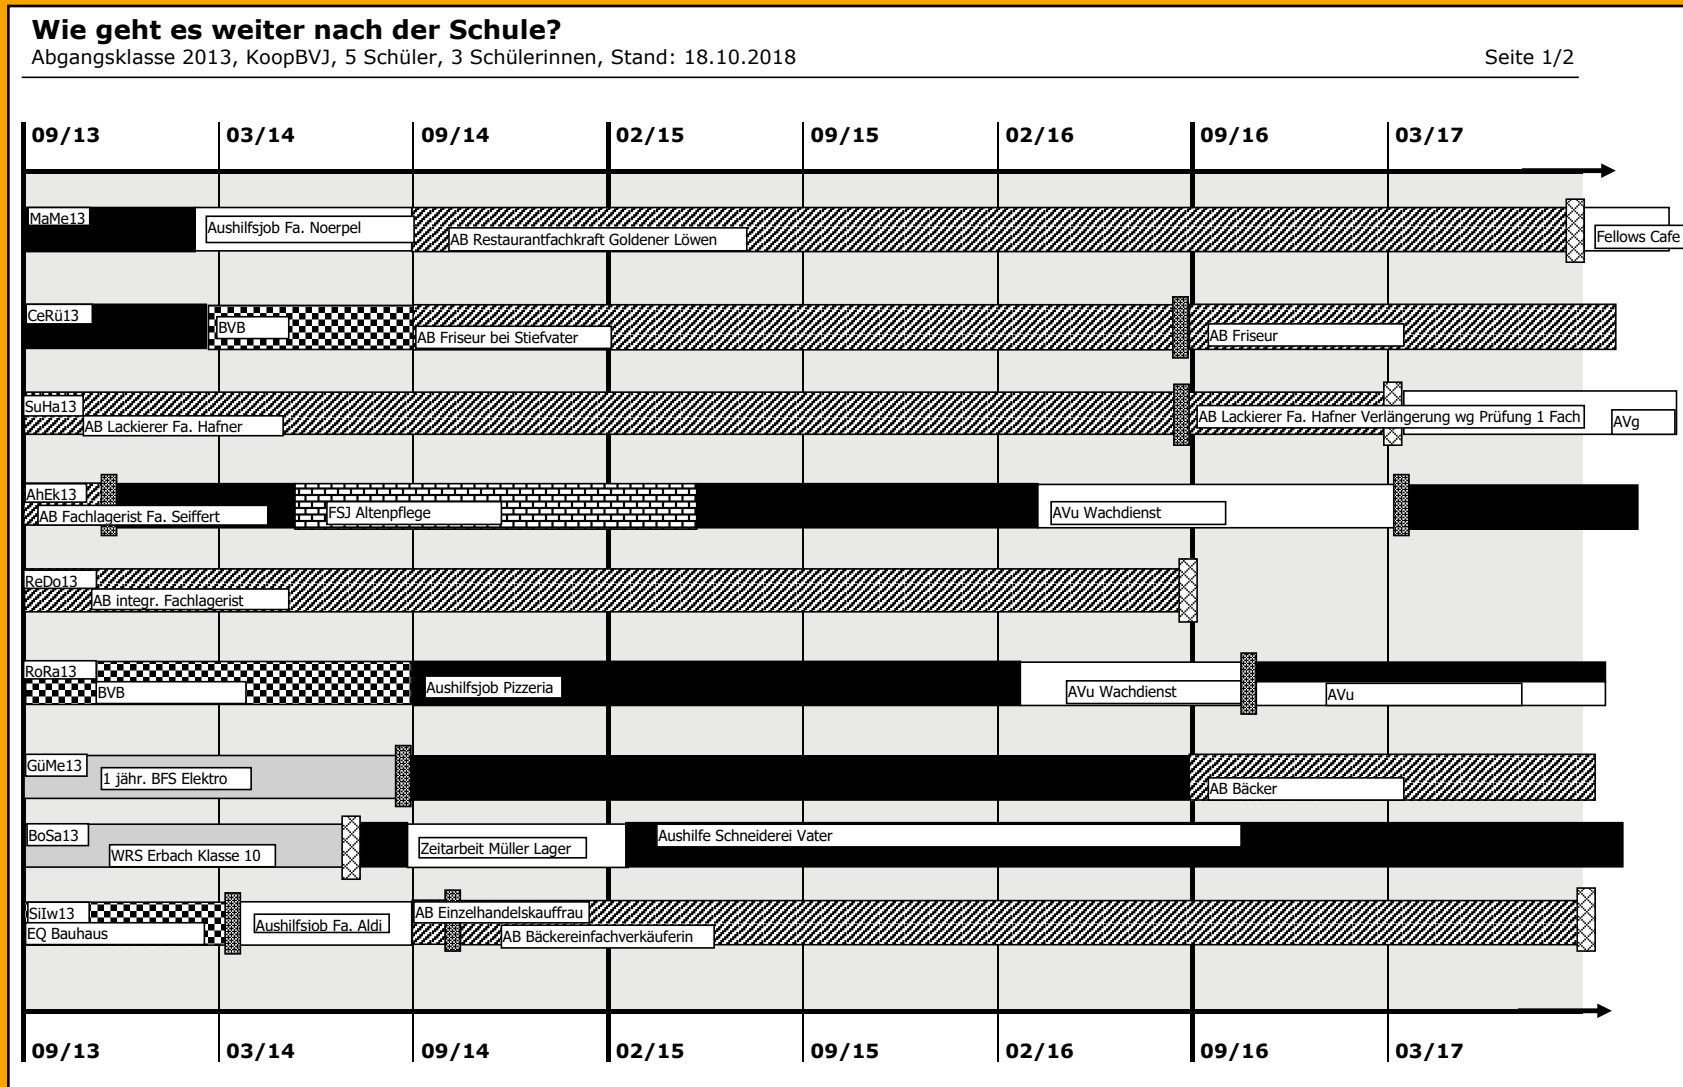 Wie geht es weiter nach der Schule?
Abgangsklasse 2013, KoopBVJ, 5 Schüler, 3 Schülerinnen, Stand: 18.10.2018 Seite 1/2
09/13 03/14 09/14 02/15 09/15 02/16 09/16 03/17
MaMe13
Aushilfsjob Fa. Noerpel
AB Restaurantfachkraft Goldener Löwen
Fellows Cafe
CeRü13
BVB
AB Friseur bei Stiefvater
AB Friseur
SuHa13
AB Lackierer Fa. Hafner
AB Lackierer Fa. Hafner Verlängerung wg Prüfung 1 Fach
AVg
AhEk13
AB Fachlagerist Fa. Seiffert
FSJ Altenpflege
AVu Wachdienst
ReDo13
AB integr. Fachlagerist
RoRa13
BVB
Aushilfsjob Pizzeria
AVu Wachdienst
AVu
GüMe13
1 jähr. BFS Elektro
AB Bäcker
BoSa13
WRS Erbach Klasse 10
Zeitarbeit Müller Lager
Aushilfe Schneiderei Vater
SiIw13
EQ Bauhaus
Aushilfsjob Fa. Aldi
AB Einzelhandelskauffrau
AB Bäckereinfachverkäuferin
09/13 03/14 09/14 02/15 09/15 02/16 09/16 03/17